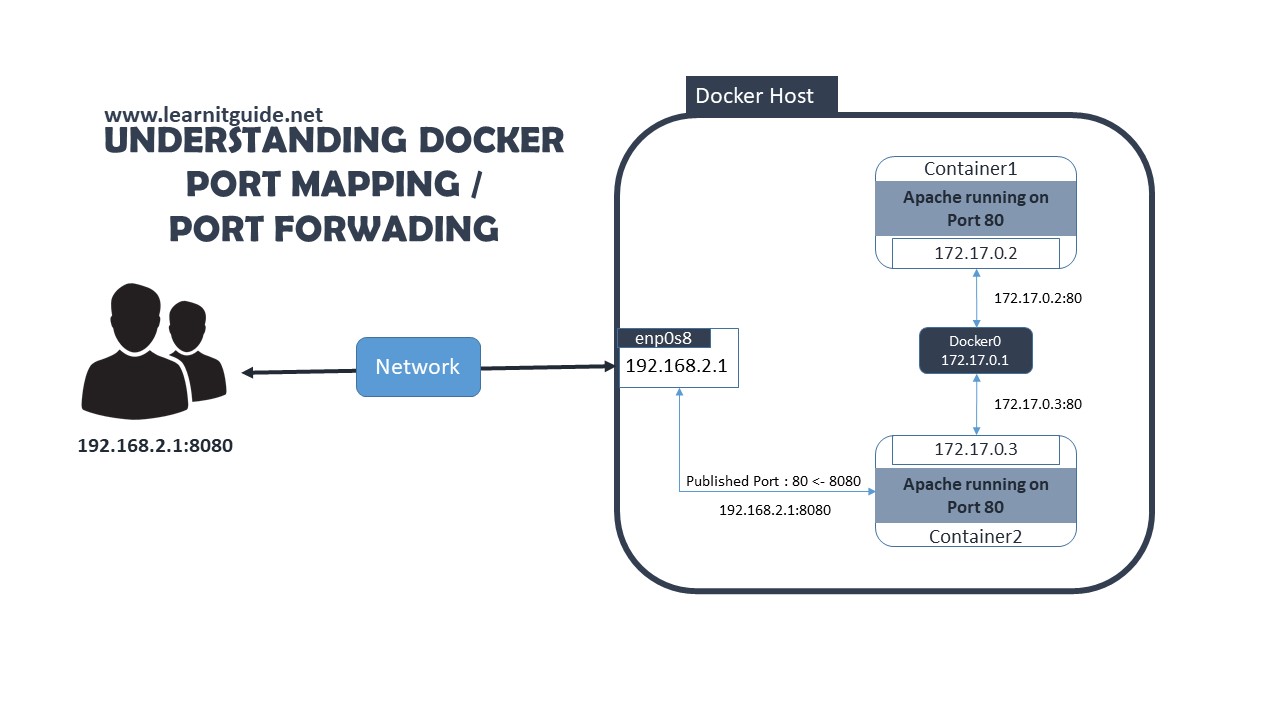 www.learnitguide.net
UNDERSTANDING DOCKER
PORT MAPPING /
PORT FORWADING
192.168.2.1:8080
Network
Docker Host
enp0s8
192.168.2.1
Container1
Apache running on
Port 80
172.17.0.2
172.17.0.2:80
Docker0
172.17.0.1
172.17.0.3:80
172.17.0.3
Apache running on
Port 80
Container2
Published Port : 80 <- 8080
192.168.2.1:8080